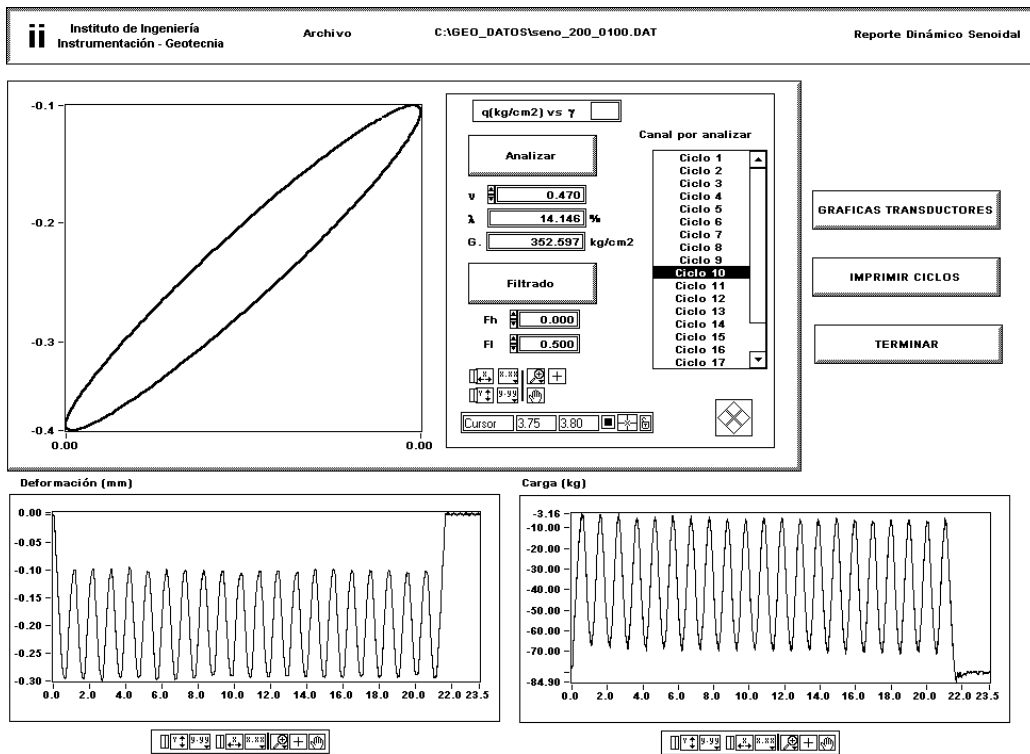 ii
Instituto de Ingeniería
Instrumentación - Geotecnia
Archivo
C:\GEO_DATOS\seno_200_0100.DAT
Reporte Dinámico Senoidal
-0.1
-0.2
-0.3
-0.4
0.00
0.00
q(kg/cm2) vs γ
Analizar
υ 0.470
λ 14.146 %
G. 352.597 kg/cm2
Filtrado
Fh 0.000
Fl 0.500
Cursor 3.75 3.80
Canal por analizar
Ciclo 1
Ciclo 2
Ciclo 3
Ciclo 4
Ciclo 5
Ciclo 6
Ciclo 7
Ciclo 8
Ciclo 9
Ciclo 10
Ciclo 11
Ciclo 12
Ciclo 13
Ciclo 14
Ciclo 15
Ciclo 16
Ciclo 17
GRAFICAS TRANSDUCTORES
IMPRIMIR CICLOS
TERMINAR
Deformación (mm)
0.00
-0.05
-0.10
-0.15
-0.20
-0.25
-0.30
0.0 2.0 4.0 6.0 8.0 10.0 12.0 14.0 16.0 18.0 22.0 23.5
Carga (kg)
-3.16
-10.00
-20.00
-30.00
-40.00
-50.00
-60.00
-70.00
-84.90
0.0 2.0 4.0 6.0 8.0 10.0 12.0 14.0 16.0 18.0 22.0 23.5